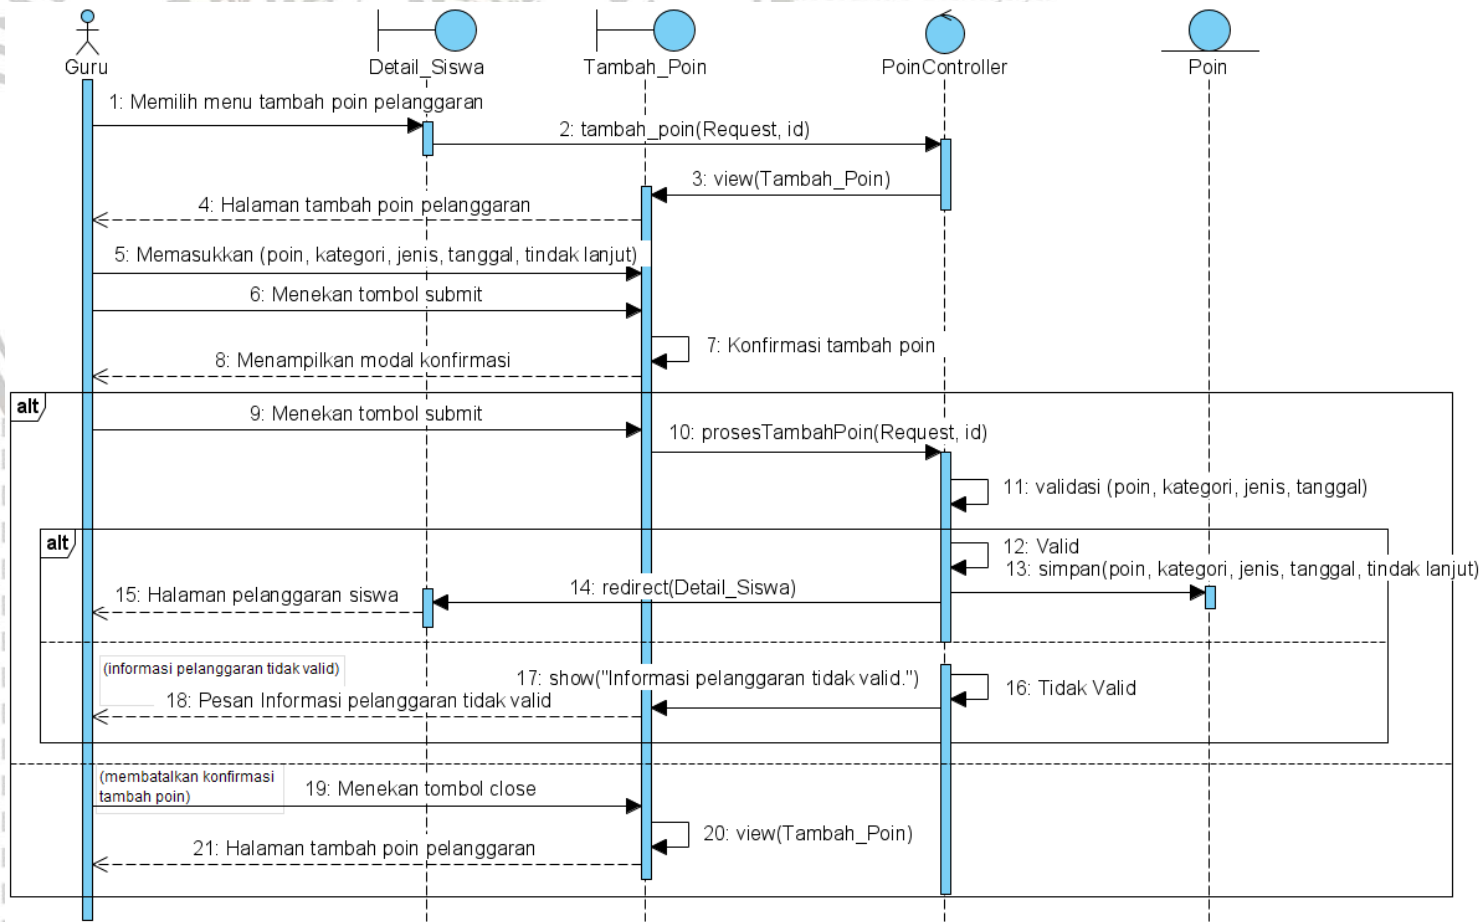 Guru
Detail_Siswa
Tambah_Poin
PoinController
Poin
1: Memilih menu tambah poin pelanggaran
2: tambah_poin(Request, id)
3: view(Tambah_Poin)
4: Halaman tambah poin pelanggaran
5: Memasukkan (poin, kategori, jenis, tanggal, tindak lanjut)
6: Menekan tombol submit
7: Konfirmasi tambah poin
8: Menampilkan modal konfirmasi
alt
9: Menekan tombol submit
10: prosesTambahPoin(Request, id)
11: validasi (poin, kategori, jenis, tanggal)
alt
12: Valid
13: simpan(poin, kategori, jenis, tanggal, tindak lanjut)
14: redirect(Detail_Siswa)
15: Halaman pelanggaran siswa
(informasi pelanggaran tidak valid)
16: Tidak Valid
17: show("Informasi pelanggaran tidak valid.")
18: Pesan Informasi pelanggaran tidak valid
(membatalkan konfirmasi
tambah poin)
19: Menekan tombol close
20: view(Tambah_Poin)
21: Halaman tambah poin pelanggaran